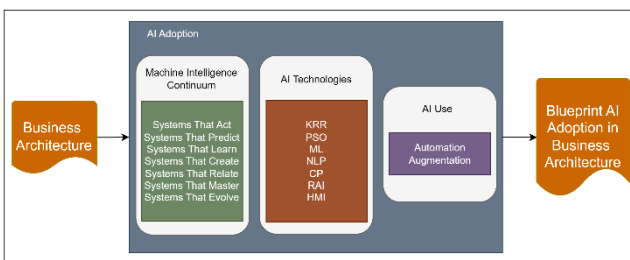 AI Adoption
Business
Architecture
Machine Intelligence
Continuum
Systems That Act
Systems That Predict
Systems That Learn
Systems That Create
Systems That Relate
Systems That Master
Systems That Evolve
AI Technologies
KRR
PSO
ML
NLP
CP
RAI
HMI
AI Use
Automation
Augmentation
Blueprint AI
Adoption in
Business
Architecture